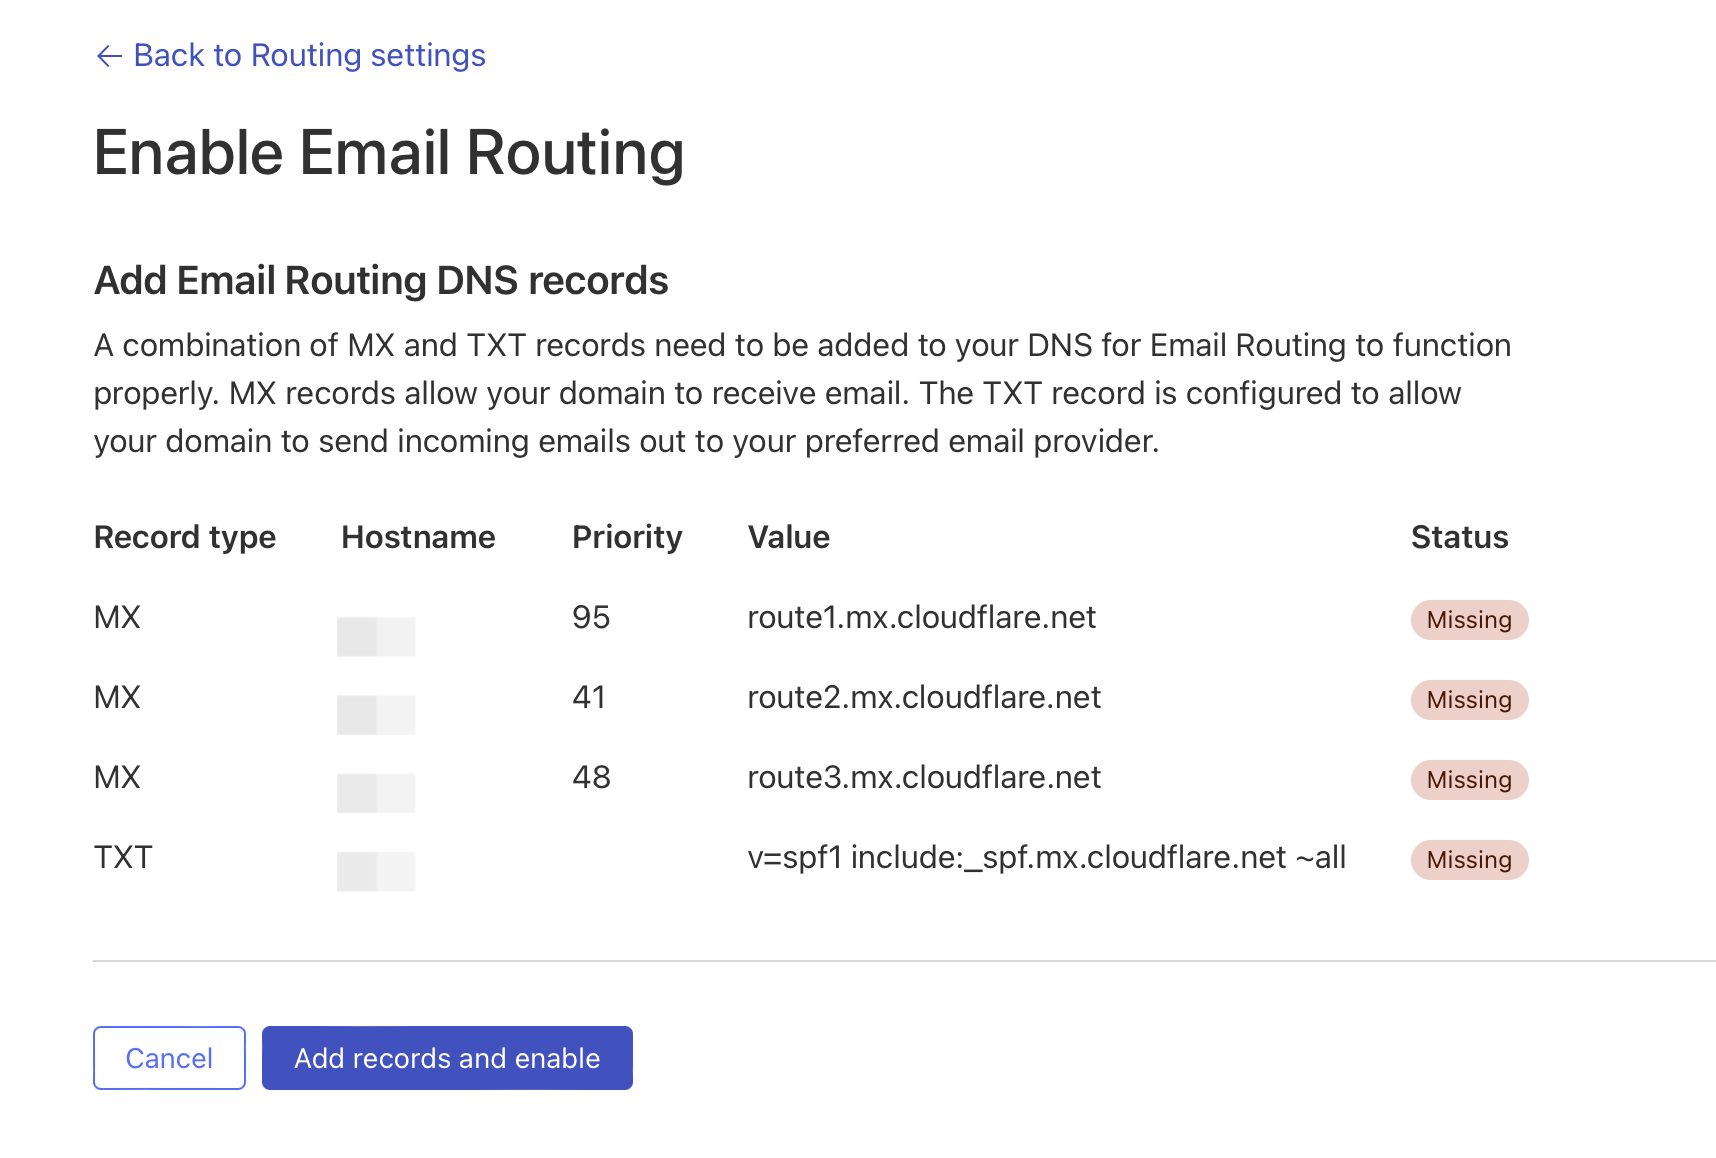 ← Back to Routing settings
Enable Email Routing
Add Email Routing DNS records
A combination of MX and TXT records need to be added to your DNS for Email Routing to function
properly. MX records allow your domain to receive email. The TXT record is configured to allow
your domain to send incoming emails out to your preferred email provider.
Record type Hostname Priority Value Status
MX 95 route1.mx.cloudflare.net Missing
MX 41 route2.mx.cloudflare.net Missing
MX 48 route3.mx.cloudflare.net Missing
TXT v=spf1 include:_spf.mx.cloudflare.net ~all Missing
Cancel Add records and enable